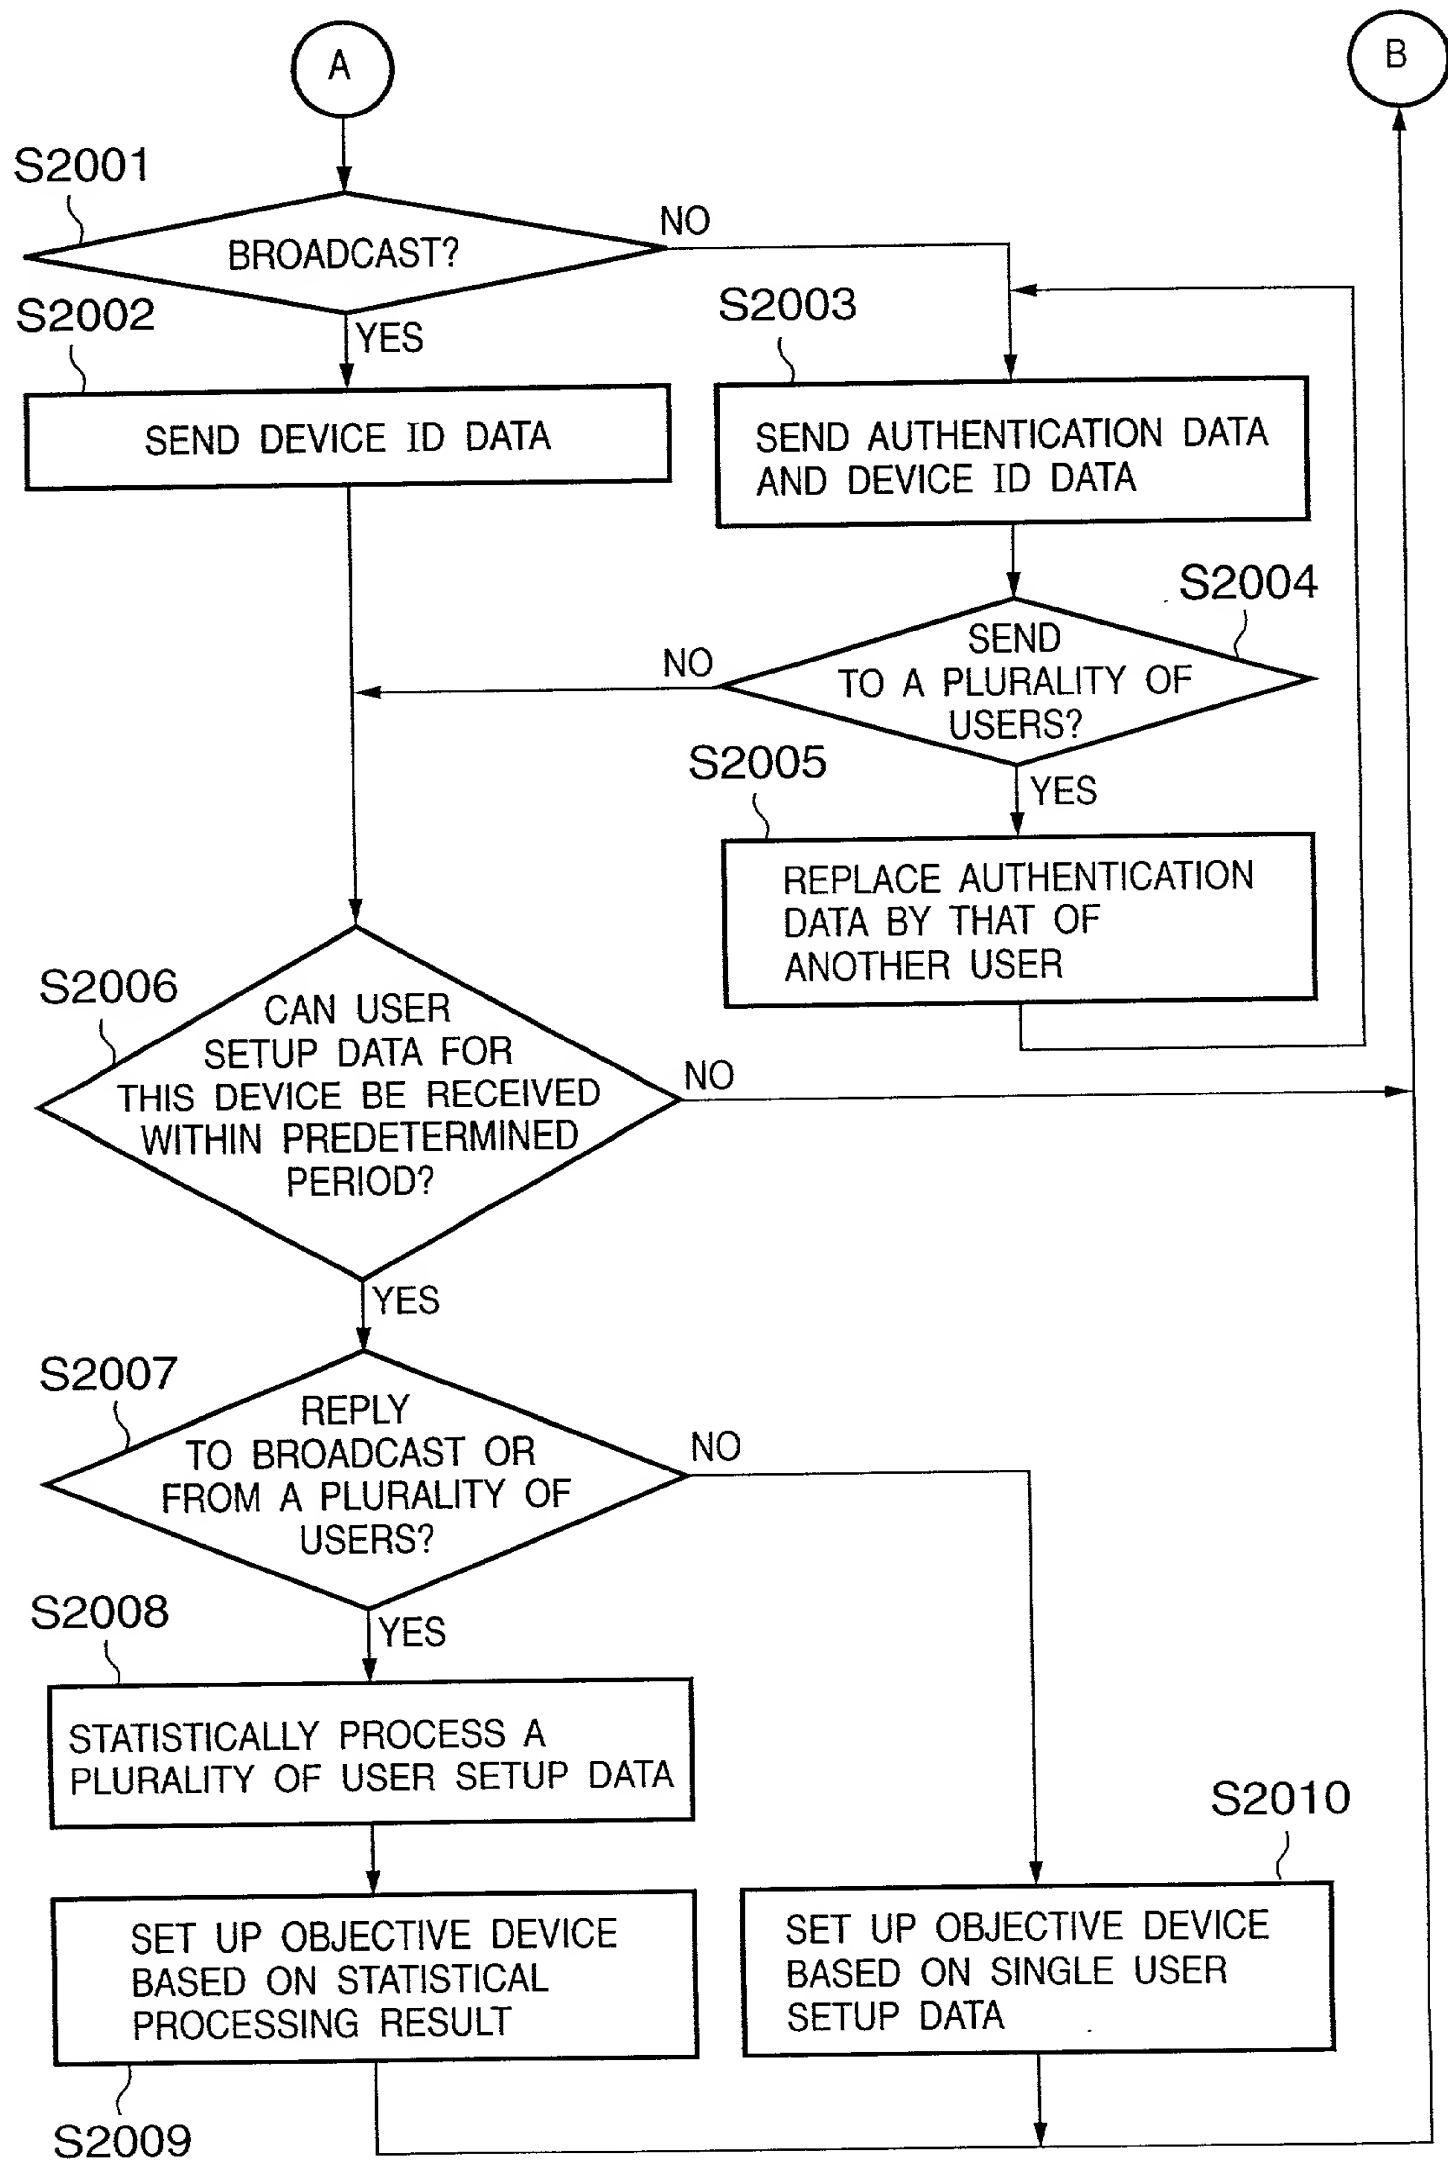 A
B
S2001
BROADCAST?
NO
S2002
YES
SEND DEVICE ID DATA
S2003
SEND AUTHENTICATION DATA
AND DEVICE ID DATA
S2004
SEND
TO A PLURALITY OF
USERS?
NO
YES
S2005
REPLACE AUTHENTICATION
DATA BY THAT OF
ANOTHER USER
S2006
CAN USER
SETUP DATA FOR
THIS DEVICE BE RECEIVED
WITHIN PREDETERMINED
PERIOD?
NO
YES
S2007
REPLY
TO BROADCAST OR
FROM A PLURALITY OF
USERS?
NO
YES
S2008
STATISTICALLY PROCESS A
PLURALITY OF USER SETUP DATA
SET UP OBJECTIVE DEVICE
BASED ON STATISTICAL
PROCESSING RESULT
S2009
S2010
SET UP OBJECTIVE DEVICE
BASED ON SINGLE USER
SETUP DATA